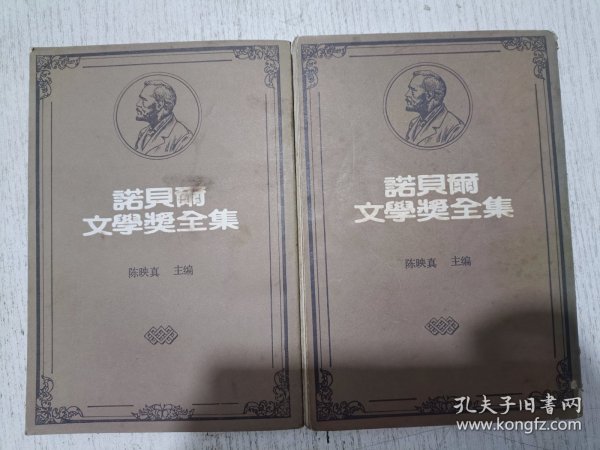 諾貝爾
文學獎全集
陈映真 主编
諾貝爾
文學獎全集
陈映真 主编
孔夫子旧書网
www.kongfz.com